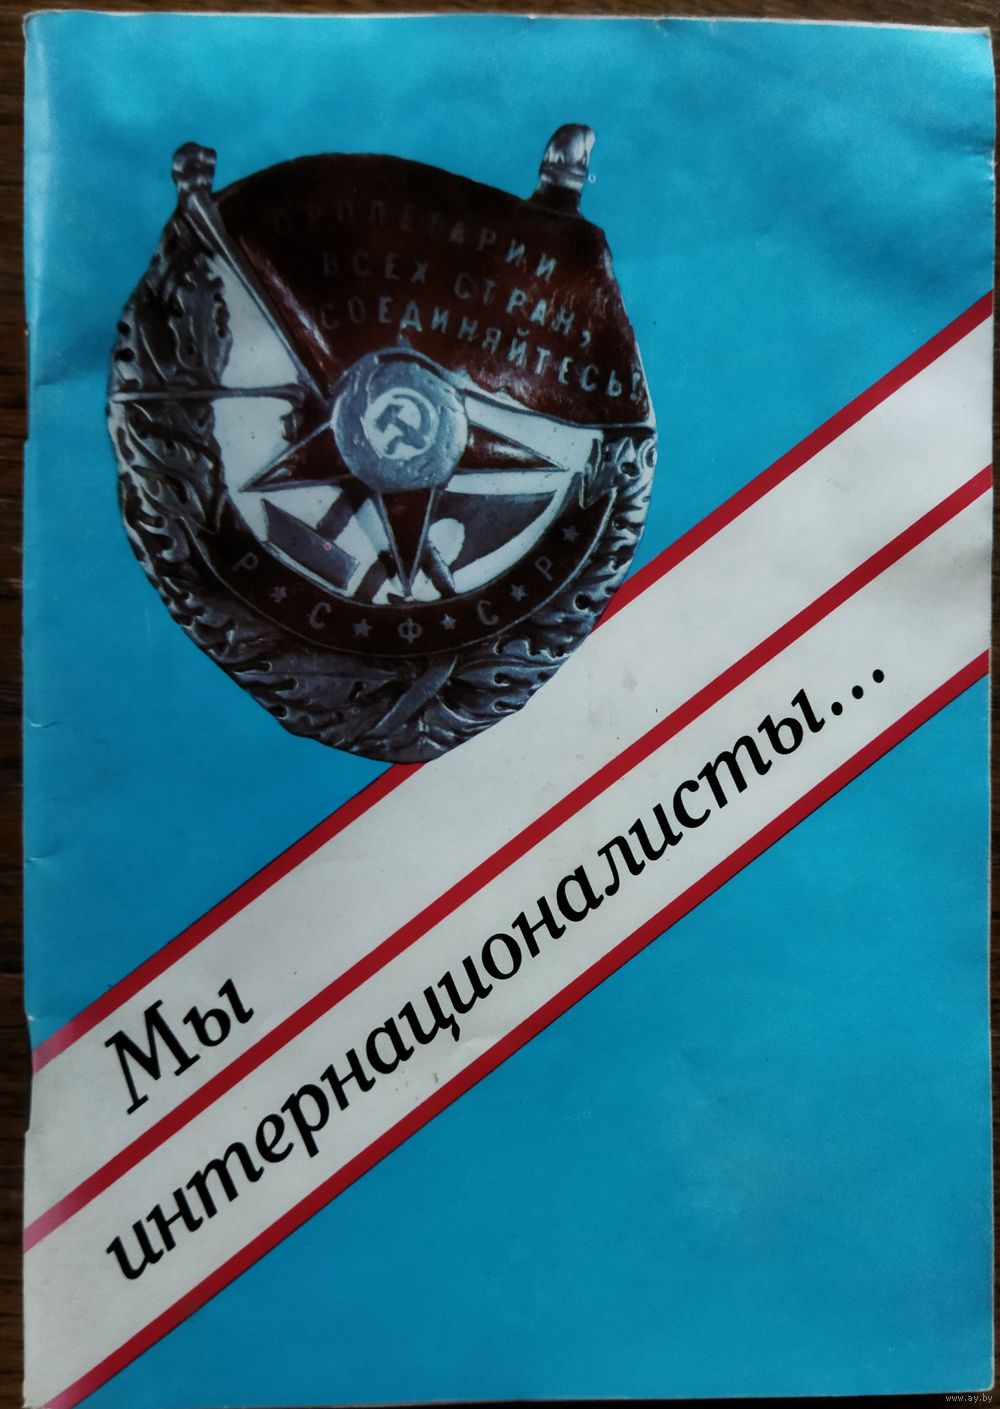 ПРОЛЕТАРИИ
ВСЕХ СТРАН,
СОЕДИНЯЙТЕСЬ!
Р ★ С ★ Ф ★ С ★ Р ★
Мы
интернационалисты...
www.ay.by